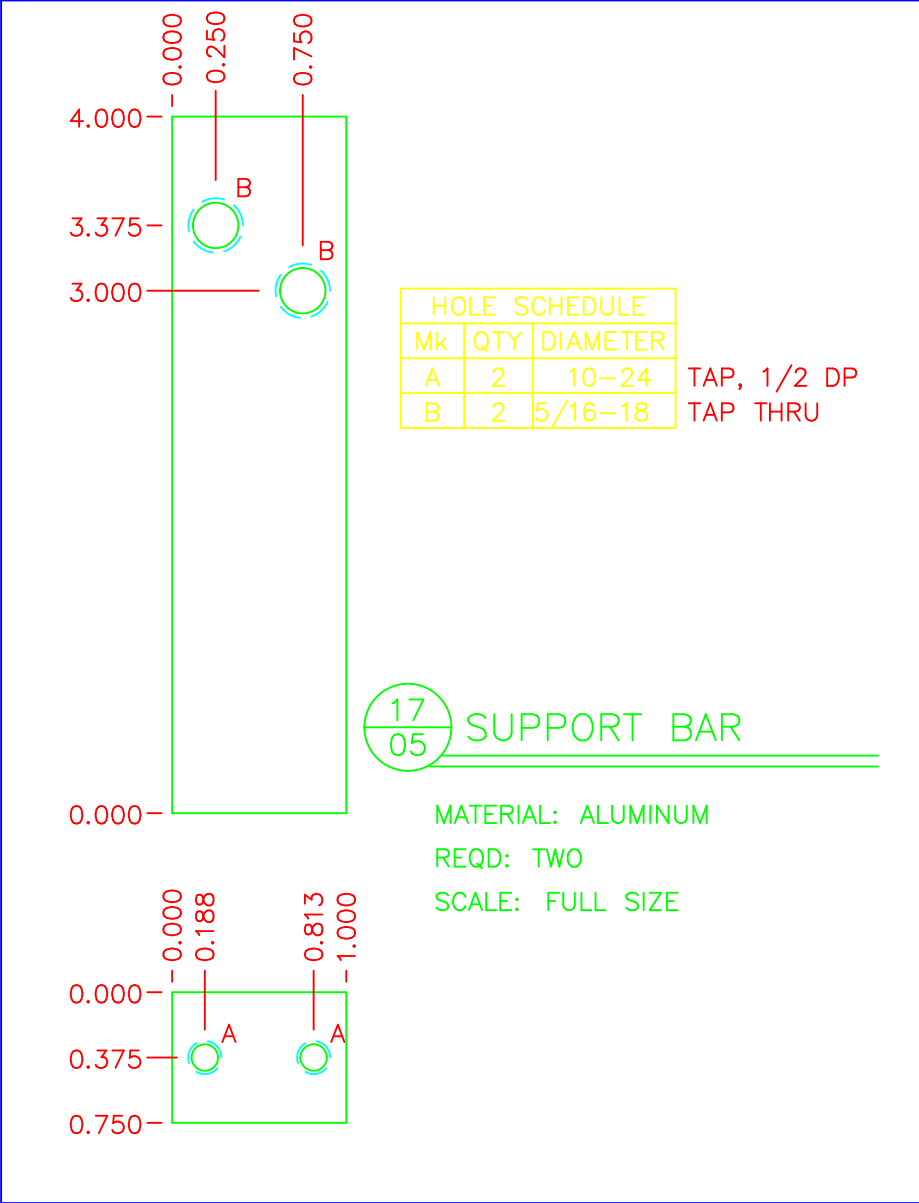 0.000
0.250
0.750
4.000
B
3.375
B
3.000
HOLE SCHEDULE
Mk QTY DIAMETER
A 2 10-24 TAP, 1/2 DP
B 2 5/16-18 TAP THRU
17
05
SUPPORT BAR
0.000
MATERIAL: ALUMINUM
REQD: TWO
SCALE: FULL SIZE
0.000
0.188
0.813
1.000
0.000
A
A
0.375
0.750